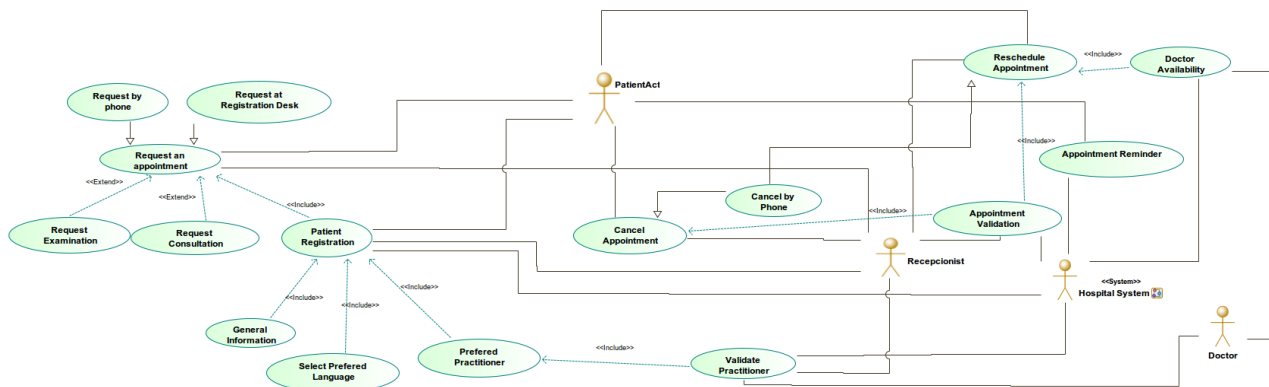 Reschedule
Appointment
<<Include>>
Doctor
Availability
PatientAct
Request by
phone
Request at
Registration Desk
<<Include>>
Request an
appointment
Appointment Reminder
<<Extend>>
<<Extend>>
<<Include>>
Cancel by
Phone
<<Include>>
Appointment
Validation
Request
Examination
Request
Consultation
Patient
Registration
Cancel
Appointment
Recepcionist
<<System>>
Hospital System
<<Include>>
<<Include>>
<<Include>>
General
Information
Prefered
Practitioner
<<Include>>
Validate
Practitioner
Doctor
Select Prefered
Language